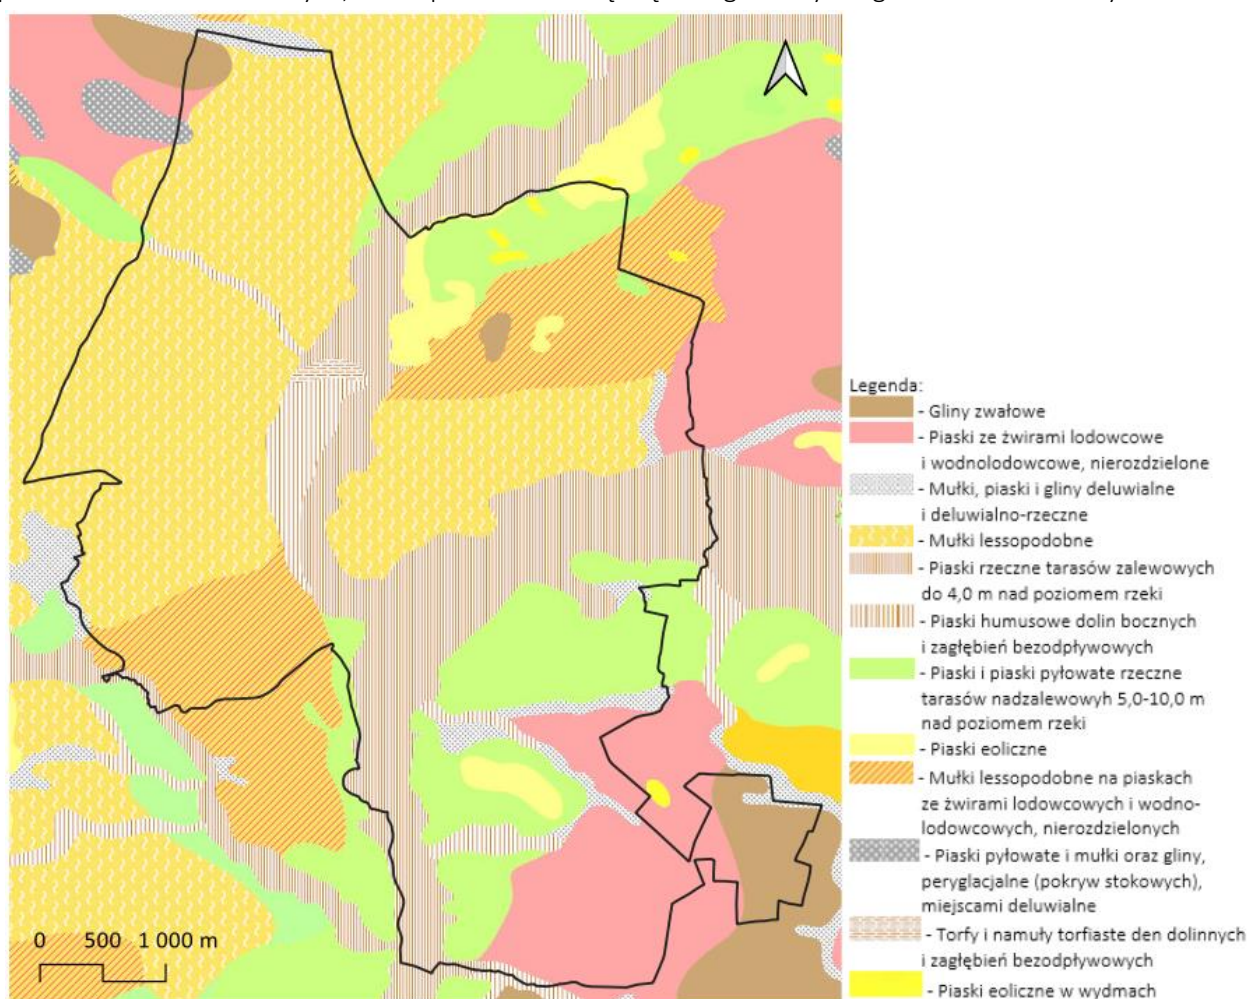 0 500 1 000 m
Legenda:
- Gliny zwałowe
- Piaski ze żwirami lodowcowe
i wodnolodowcowe, nierozdzielone
- Mułki, piaski i gliny deluwialne
i deluwialno-rzeczne
- Mułki lessopodobne
- Piaski rzeczne tarasów zalewowych
do 4,0 m nad poziomem rzeki
- Piaski humusowe dolin bocznych
i zagłębień bezodpływowych
- Piaski i piaski pyłowate rzeczne
tarasów nadzalewowyh 5,0-10,0 m
nad poziomem rzeki
- Piaski eoliczne
- Mułki lessopodobne na piaskach
ze żwirami lodowcowych i wodno-
lodowcowych, nierozdzielonych
- Piaski pyłowate i mułki oraz gliny,
peryglacjalne (pokryw stokowych),
miejscami deluwialne
- Torfy i namuły torfiaste den dolinnych
i zagłębień bezodpływowych
- Piaski eoliczne w wydmach